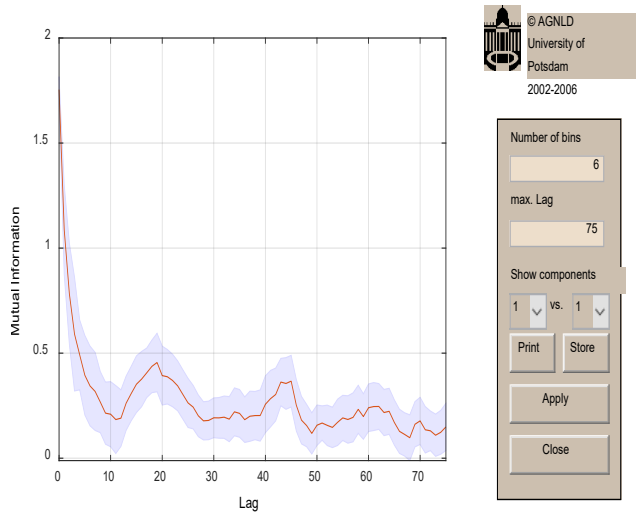 2
1.5
1
0.5
0
0
10
20
30
40
50
60
70
Mutual Information
Lag
© AGNLD
University of
Potsdam
2002-2006
Number of bins
6
max. Lag
75
Show components
1 vs. 1
Print Store
Apply
Close